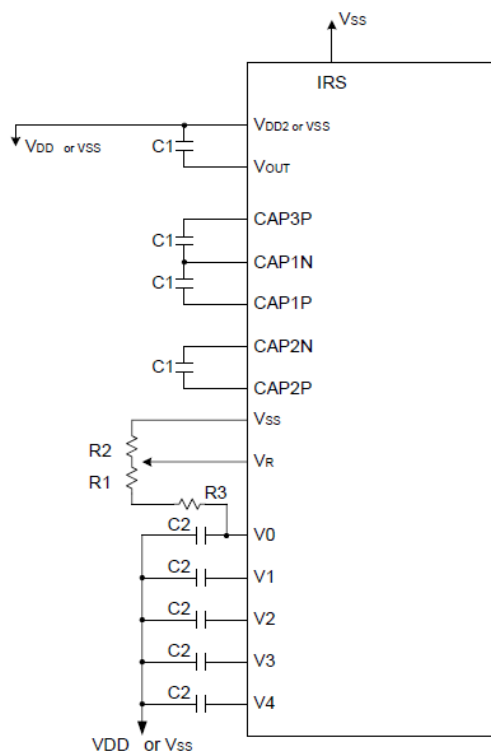 Vss
IRS
VDD2 or VSS
VDD or VSS
C1
VOUT
CAP3P
C1
CAP1N
C1
CAP1P
CAP2N
C1
CAP2P
Vss
R2
VR
R1
R3
C2
V0
C2
V1
C2
V2
C2
V3
C2
V4
VDD or Vss